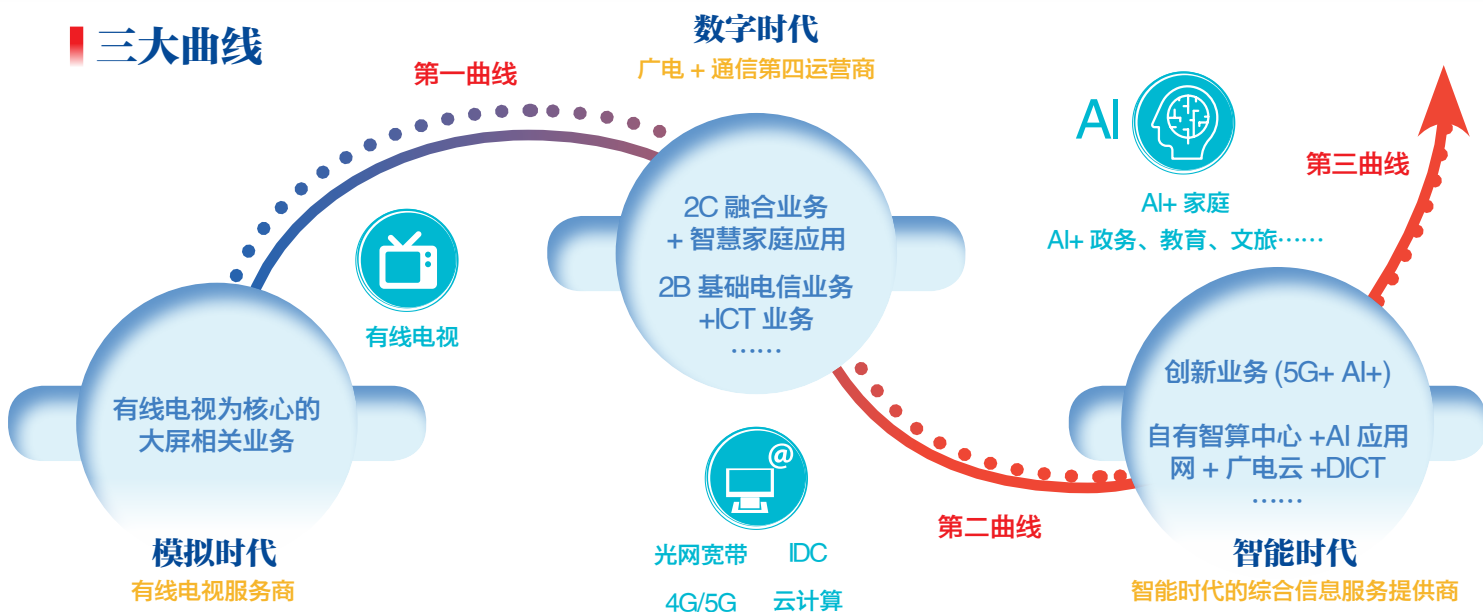 三大曲线
第一曲线
有线电视
有线电视为核心的
大屏相关业务
模拟时代
有线电视服务商
数字时代
广电 + 通信第四运营商
2C 融合业务
+ 智慧家庭应用
2B 基础电信业务
+ICT 业务
……
@
光网宽带 IDC
4G/5G 云计算
第二曲线
AI
AI+ 家庭
AI+ 政务、教育、文旅……
第三曲线
创新业务 (5G+ AI+)
自有智算中心 +AI 应用
网 + 广电云 +DICT
……
智能时代
智能时代的综合信息服务提供商